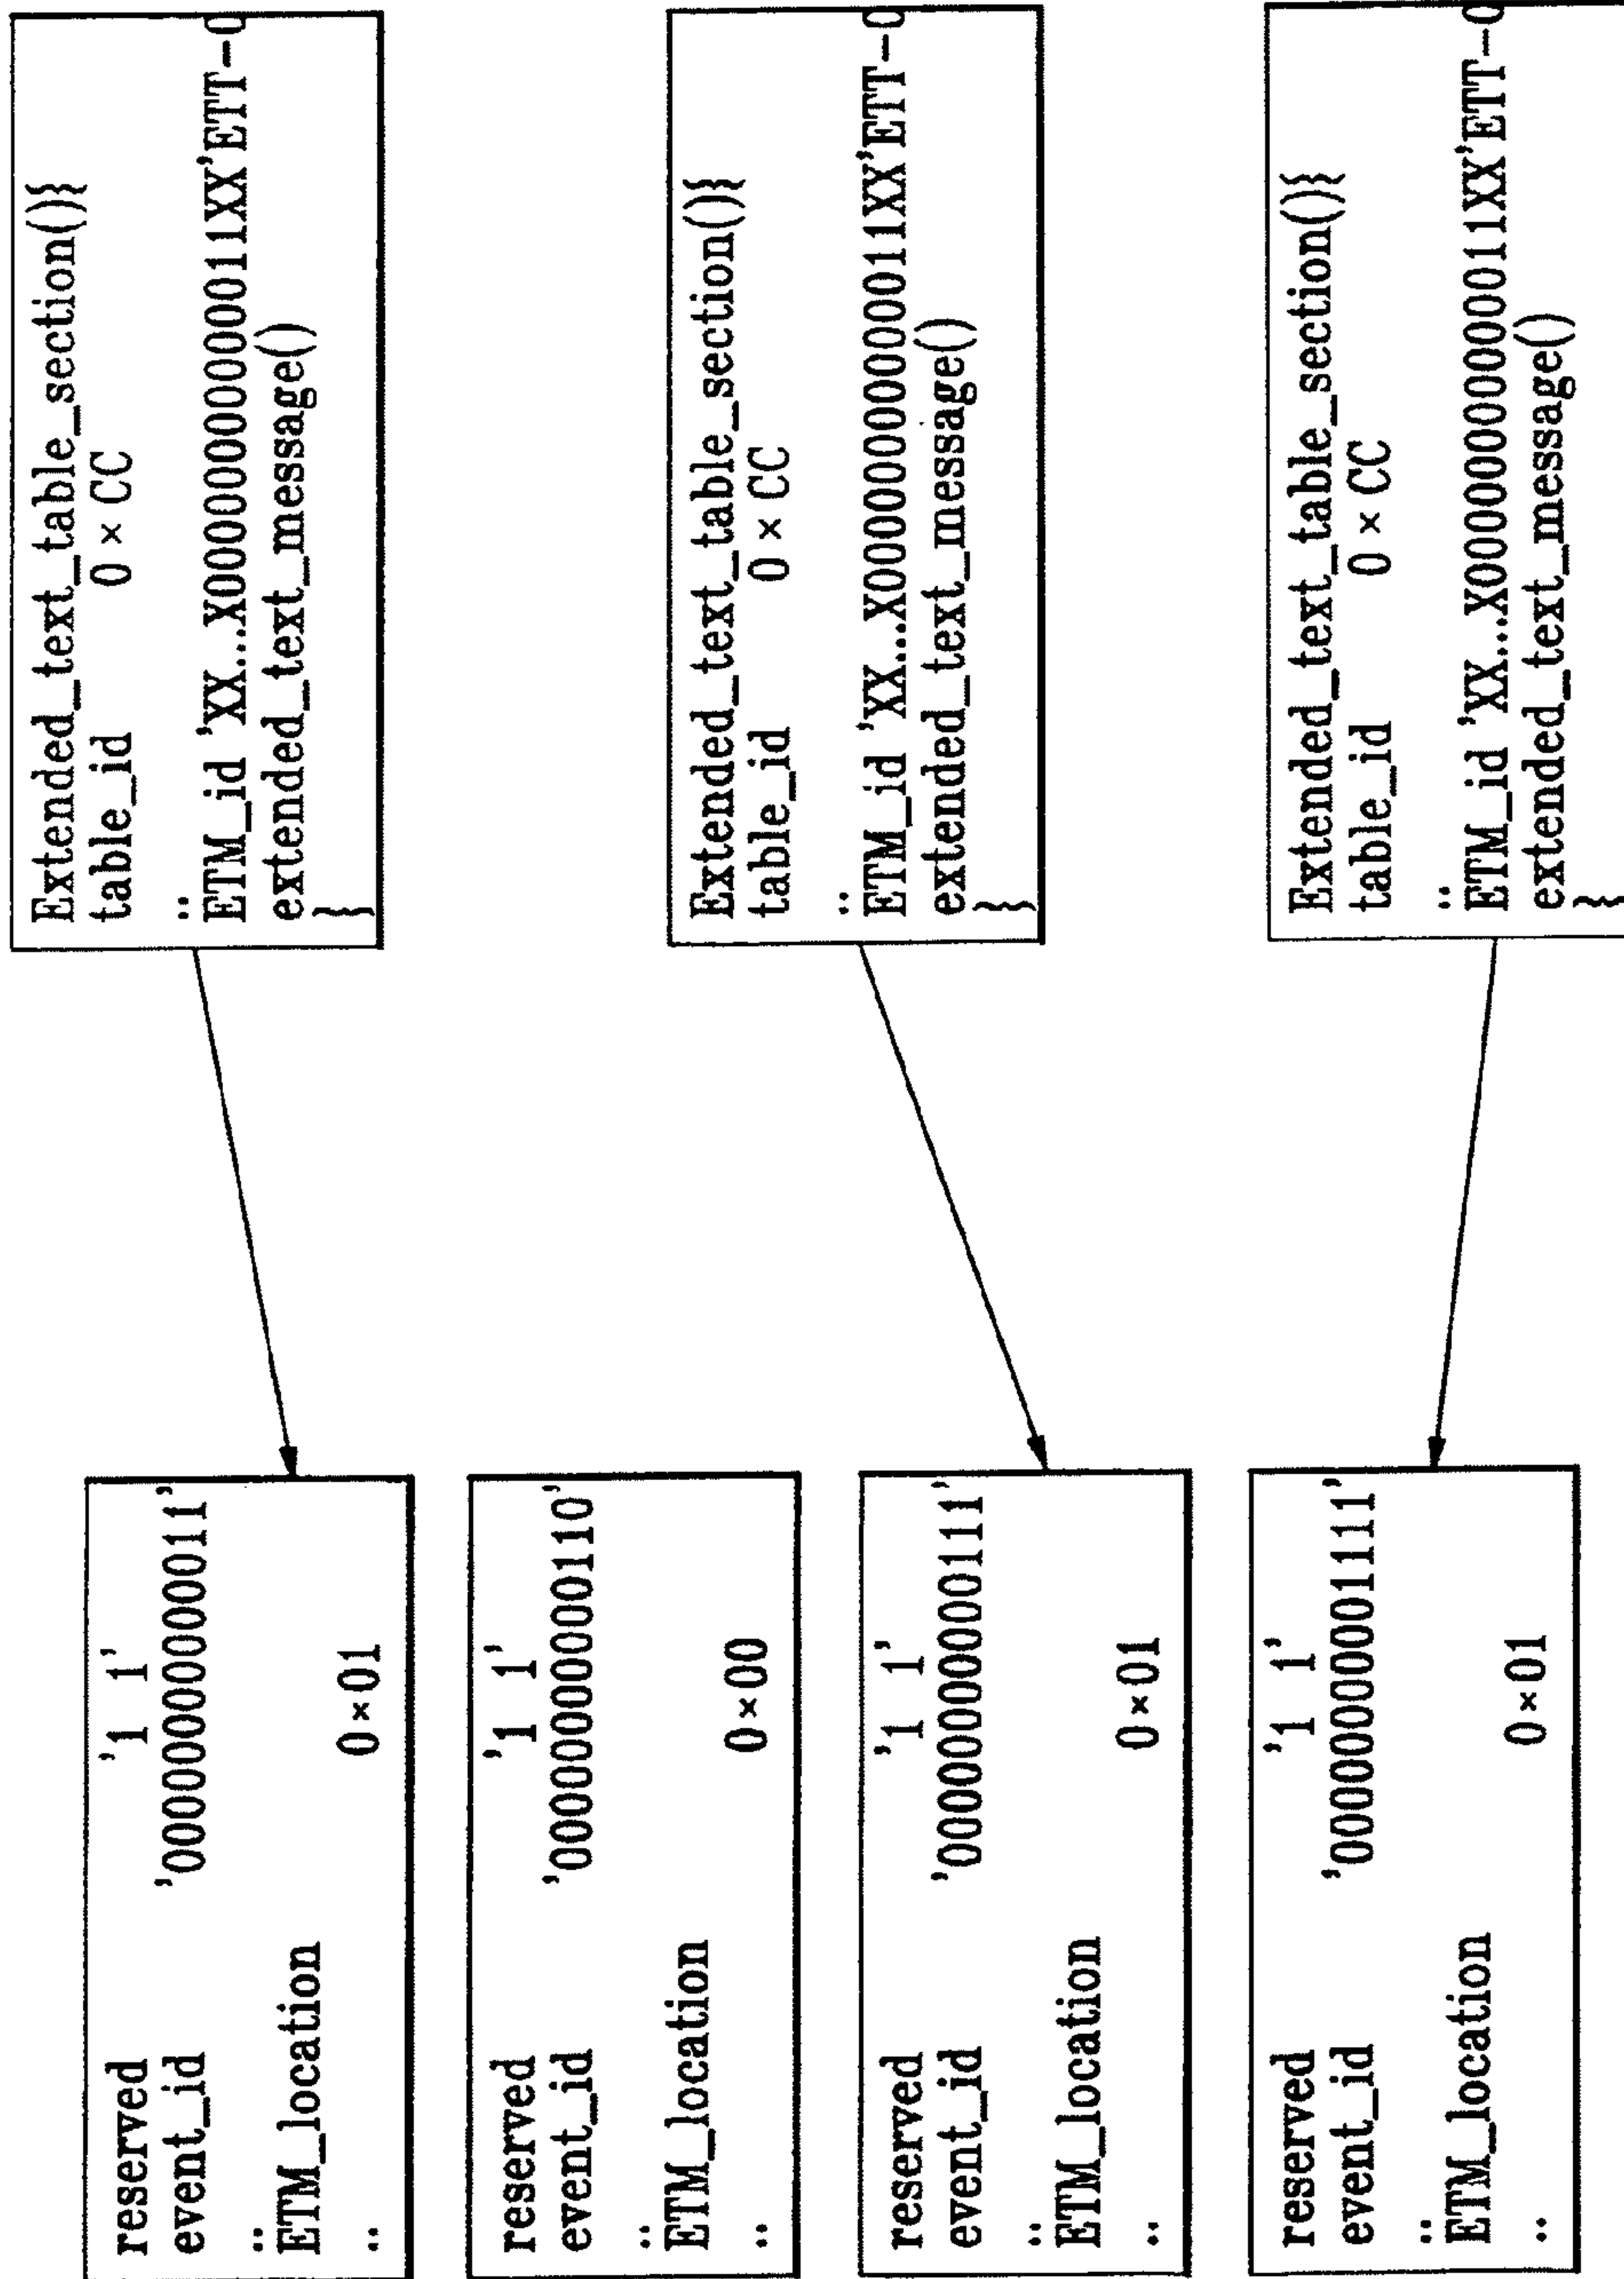 reserved '1 1'
event_id '00000000000011'
:
ETM_location 0×01
:
reserved '1 1'
event_id '00000000000110'
:
ETM_location 0×00
:
reserved '1 1'
event_id '00000000000111'
:
ETM_location 0×01
:
reserved '1 1'
event_id '00000000001111'
:
ETM_location 0×01
:
Extended_text_table_section(){
table_id 0×CC
:
ETM_id 'XX...X00000000000011XX'ETT-0
extended_text_message()
}
Extended_text_table_section(){
table_id 0×CC
:
ETM_id 'XX...X00000000000011XX'ETT-0
extended_text_message()
}
Extended_text_table_section(){
table_id 0×CC
:
ETM_id 'XX...X00000000000011XX'ETT-0
extended_text_message()
}